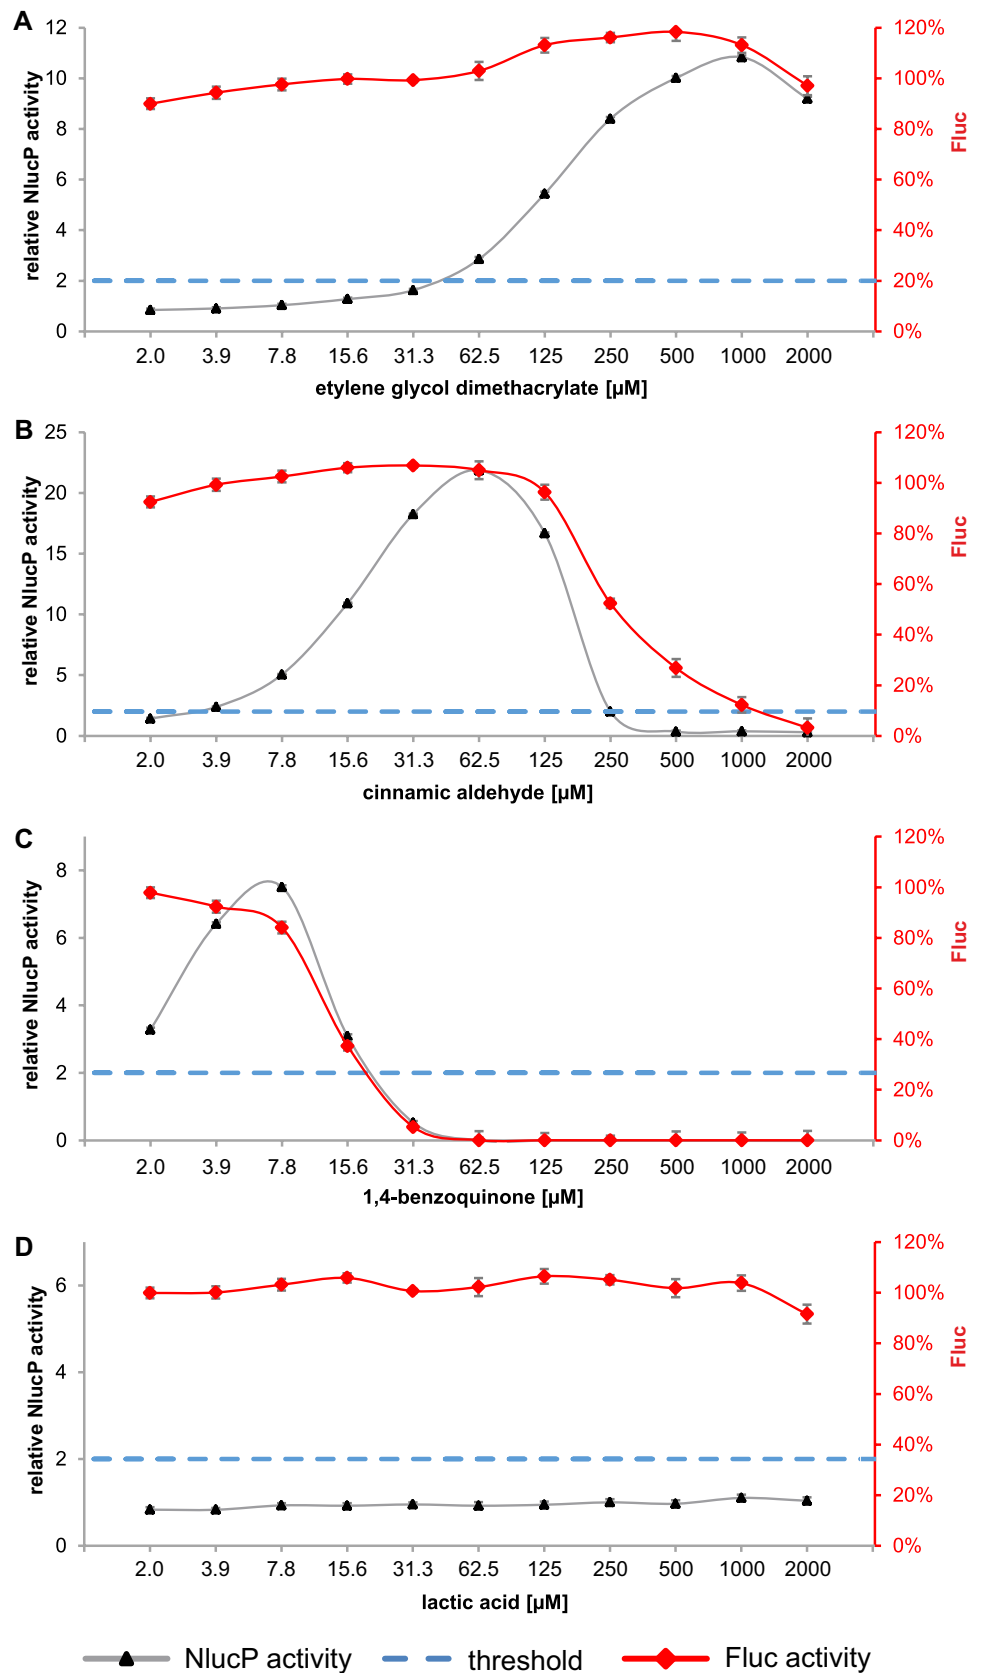 A
12
10
8
6
4
2
0
relative NlucP activity
120%
100%
80%
60%
40%
20%
0%
Fluc
2.0 3.9 7.8 15.6 31.3 62.5 125 250 500 1000 2000
etylene glycol dimethacrylate [µM]
B
25
20
15
10
5
0
relative NlucP activity
120%
100%
80%
60%
40%
20%
0%
Fluc
2.0 3.9 7.8 15.6 31.3 62.5 125 250 500 1000 2000
cinnamic aldehyde [µM]
C
8
6
4
2
0
relative NlucP activity
120%
100%
80%
60%
40%
20%
0%
Fluc
2.0 3.9 7.8 15.6 31.3 62.5 125 250 500 1000 2000
1,4-benzoquinone [µM]
D
6
4
2
0
relative NlucP activity
120%
100%
80%
60%
40%
20%
0%
Fluc
2.0 3.9 7.8 15.6 31.3 62.5 125 250 500 1000 2000
lactic acid [µM]
NlucP activity threshold Fluc activity